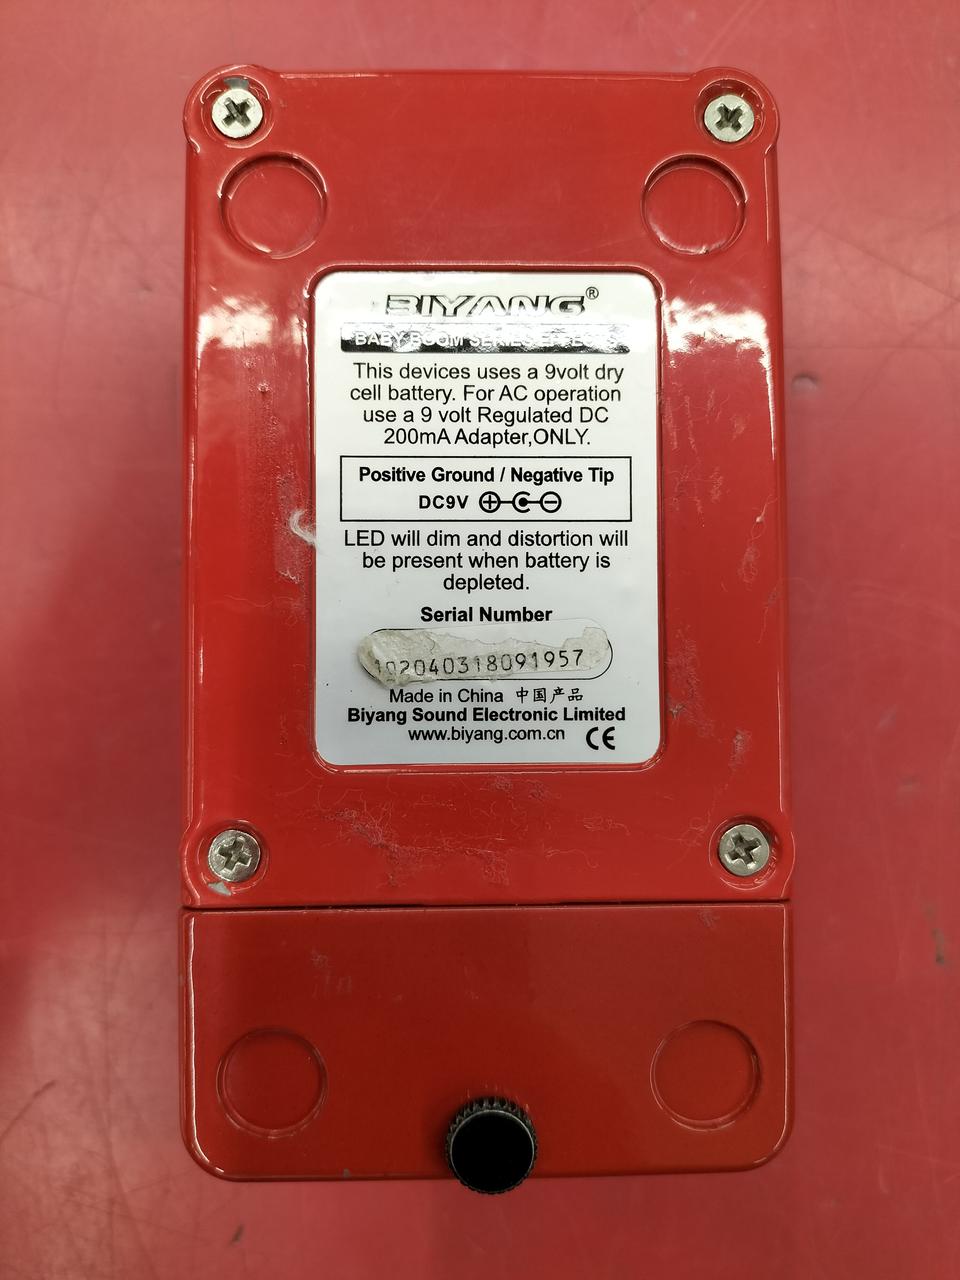 BIYANG®
BABY BOOM SERIES EFFECTS
This devices uses a 9volt dry
cell battery. For AC operation
use a 9 volt Regulated DC
200mA Adapter,ONLY.
Positive Ground / Negative Tip
DC9V
LED will dim and distortion will
be present when battery is
depleted.
Serial Number
102040318091957
Made in China 中国产品
Biyang Sound Electronic Limited
www.biyang.com.cn CE